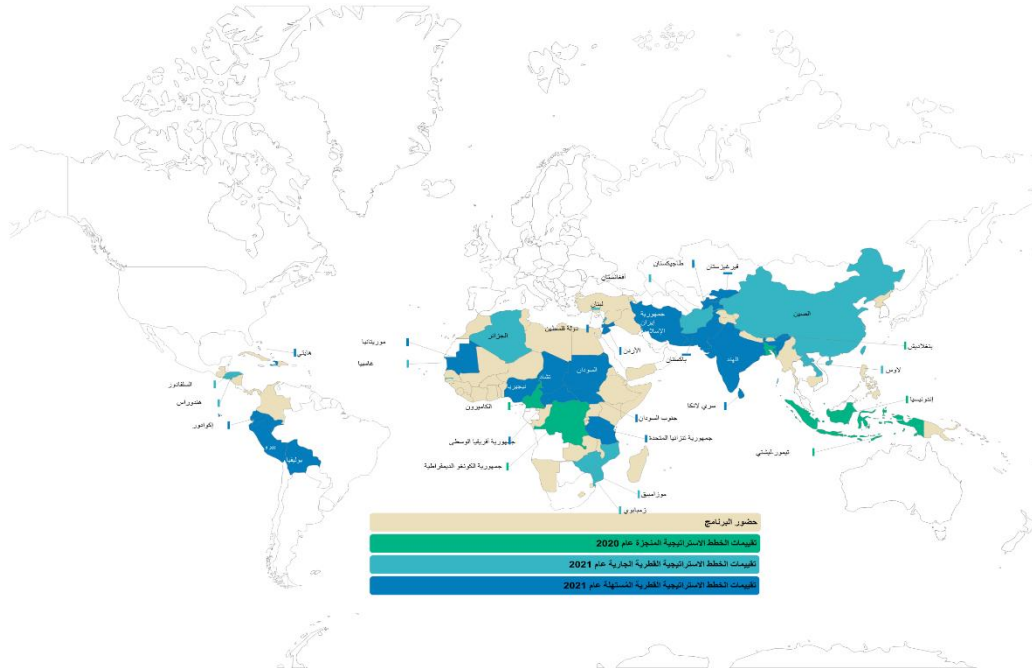 قيرغيزستان
طاجيكستان
أفغانستان
لبنان
جمهورية
إيران
الإسلامية
الصين
الجزائر
دولة فلسطين
موريتانيا
الأردن
باكستان
الهند
بنغلاديش
هايتي
غامبيا
السودان
تشاد
نيجيريا
لاوس
السلفادور
هندوراس
الكاميرون
سري لانكا
إندونيسيا
إكوادور
جنوب السودان
جمهورية أفريقيا الوسطى
جمهورية تنزانيا المتحدة
بيرو
بوليفيا
جمهورية الكونغو الديمقراطية
تيمور ليشتي
موزامبيق
زمبابوي
حضور البرنامج
تقييمات الخطط الاستراتيجية المنجزة عام 2020
تقييمات الخطط الاستراتيجية القطرية الجارية عام 2021
تقييمات الخطط الاستراتيجية القطرية المستهلة عام 2021